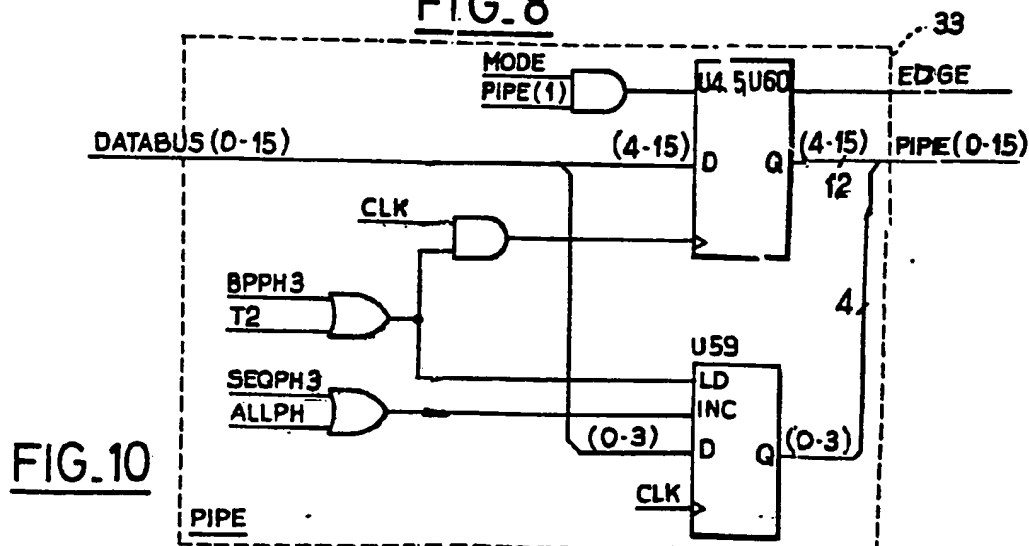 FIG_8
33
MODE
PIPE(1)
U4.5U60
EDGE
DATABUS(0-15)
(4-15)
D
Q
(4-15)
12
PIPE(0-15)
CLK
BPPH3
T2
4
U59
SEQPH3
ALLPH
LD
INC
(0-3)
D
Q
(0-3)
CLK
FIG_10
PIPE